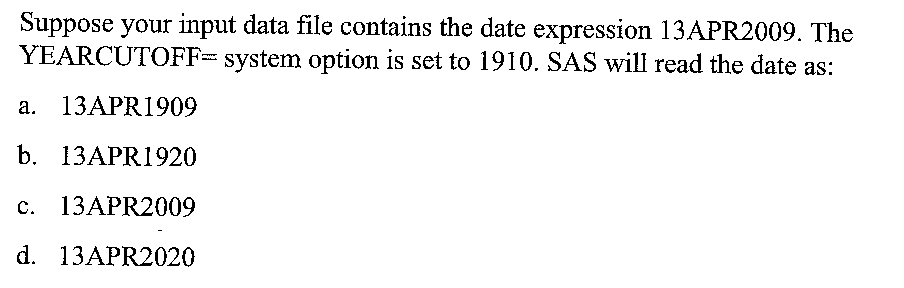 Suppose your input data file contains the date expression 13APR2009. The
YEARCUTOFF= system option is set to 1910. SAS will read the date as:
a. 13APR1909
b. 13APR1920
c. 13APR2009
d. 13APR2020